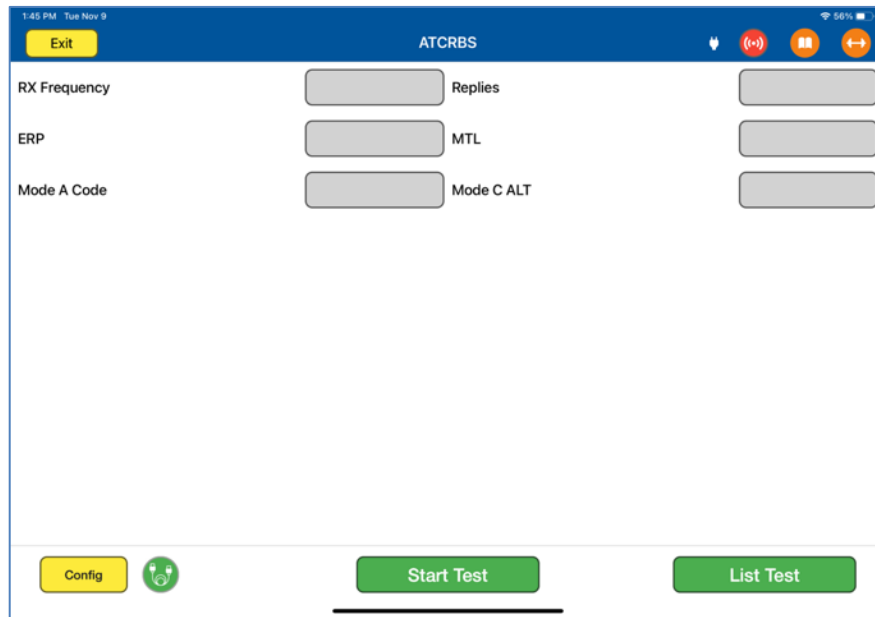 1:45 PM Tue Nov 9 56%
Exit ATCRBS
RX Frequency Replies
ERP MTL
Mode A Code Mode C ALT
Config Start Test List Test